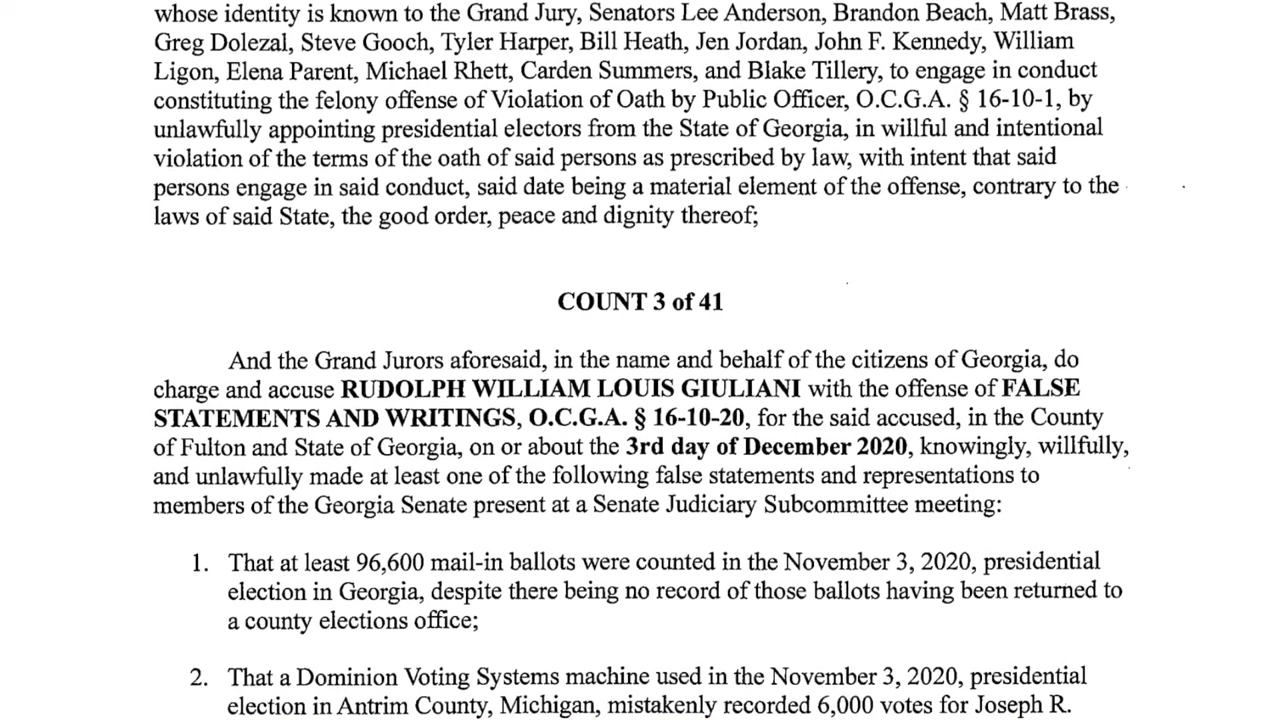 whose identity is known to the Grand Jury, Senators Lee Anderson, Brandon Beach, Matt Brass,
Greg Dolezal, Steve Gooch, Tyler Harper, Bill Heath, Jen Jordan, John F. Kennedy, William
Ligon, Elena Parent, Michael Rhett, Carden Summers, and Blake Tillery, to engage in conduct
constituting the felony offense of Violation of Oath by Public Officer, O.C.G.A. § 16-10-1, by
unlawfully appointing presidential electors from the State of Georgia, in willful and intentional
violation of the terms of the oath of said persons as prescribed by law, with intent that said
persons engage in said conduct, said date being a material element of the offense, contrary to the
laws of said State, the good order, peace and dignity thereof;
COUNT 3 of 41
And the Grand Jurors aforesaid, in the name and behalf of the citizens of Georgia, do
charge and accuse RUDOLPH WILLIAM LOUIS GIULIANI with the offense of FALSE
STATEMENTS AND WRITINGS, O.C.G.A. § 16-10-20, for the said accused, in the County
of Fulton and State of Georgia, on or about the 3rd day of December 2020, knowingly, willfully,
and unlawfully made at least one of the following false statements and representations to
members of the Georgia Senate present at a Senate Judiciary Subcommittee meeting:
1. That at least 96,600 mail-in ballots were counted in the November 3, 2020, presidential
election in Georgia, despite there being no record of those ballots having been returned to
a county elections office;
2. That a Dominion Voting Systems machine used in the November 3, 2020, presidential
election in Antrim County, Michigan, mistakenly recorded 6,000 votes for Joseph R.